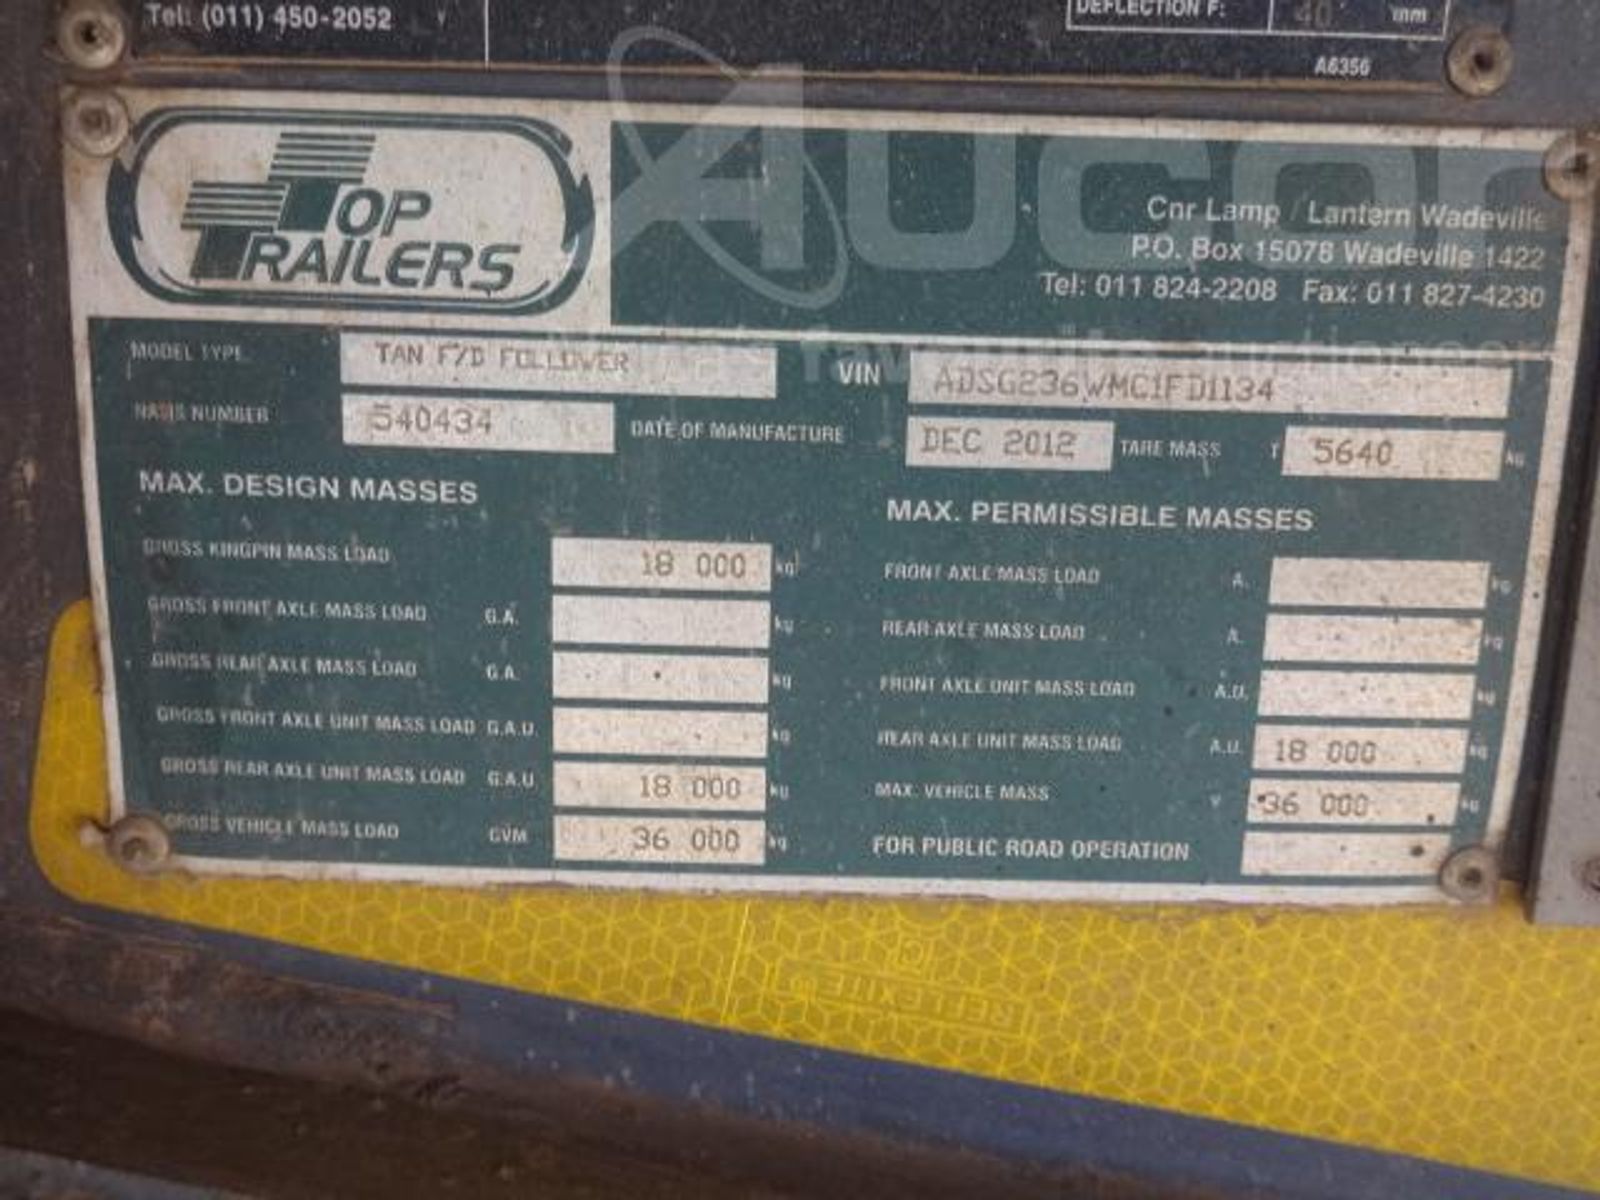 Tel: (011) 450-2052
DEFLECTION F: 40 mm
A6356
TOP TRAILERS
Aucor
Cnr Lamp / Lantern Wadeville
P.O. Box 15078 Wadeville 1422
Tel: 011 824-2208 Fax: 011 827-4230
MODEL TYPE TAN F/D FOLLOWER VIN ADSG236WMC1FD1134
NATIS NUMBER 540434 DATE OF MANUFACTURE DEC 2012 TARE MASS T 5640 kg
MAX. DESIGN MASSES
GROSS KINGPIN MASS LOAD 18 000 kg
GROSS FRONT AXLE MASS LOAD G.A. kg
GROSS REAR AXLE MASS LOAD G.A. kg
GROSS FRONT AXLE UNIT MASS LOAD G.A.U. kg
GROSS REAR AXLE UNIT MASS LOAD G.A.U. 18 000 kg
GROSS VEHICLE MASS LOAD GVM 36 000 kg
MAX. PERMISSIBLE MASSES
FRONT AXLE MASS LOAD A. kg
REAR AXLE MASS LOAD A. kg
FRONT AXLE UNIT MASS LOAD A.U. kg
REAR AXLE UNIT MASS LOAD A.U. 18 000 kg
MAX. VEHICLE MASS V 36 000 kg
FOR PUBLIC ROAD OPERATION
REFLEXITE